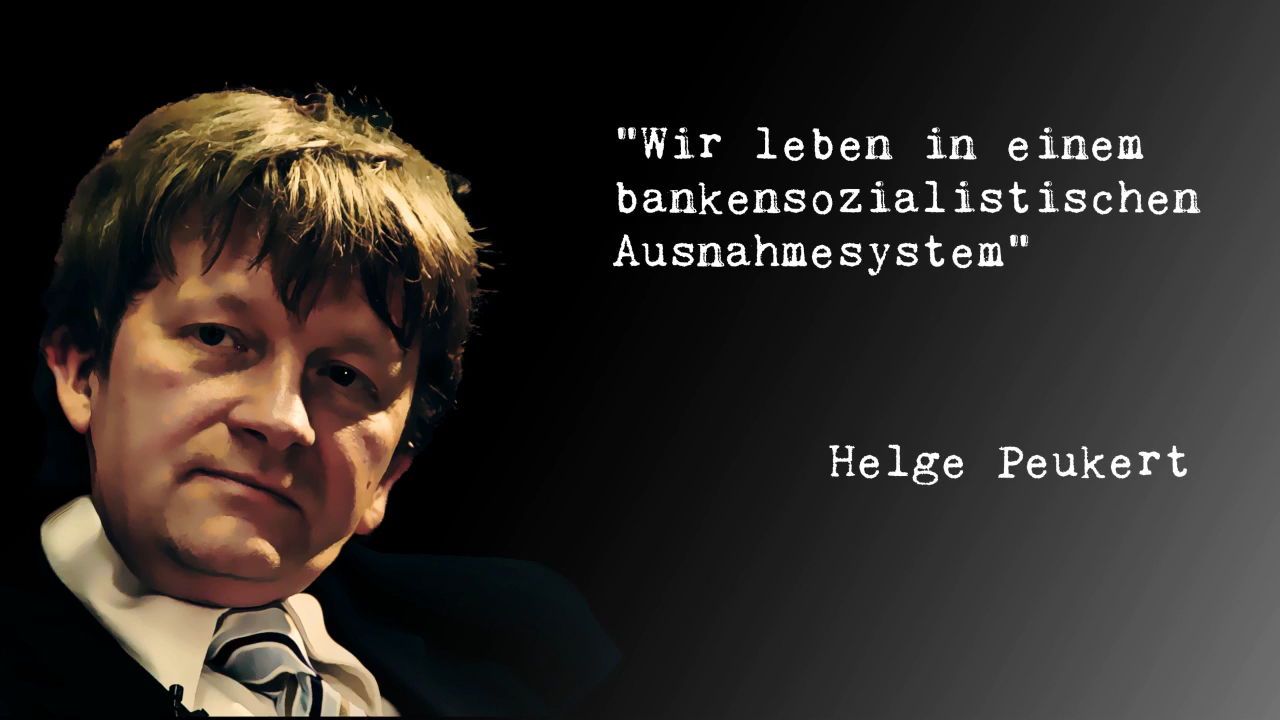 "Wir leben in einem
bankensozialistischen
Ausnahmesystem"
Helge Peukert